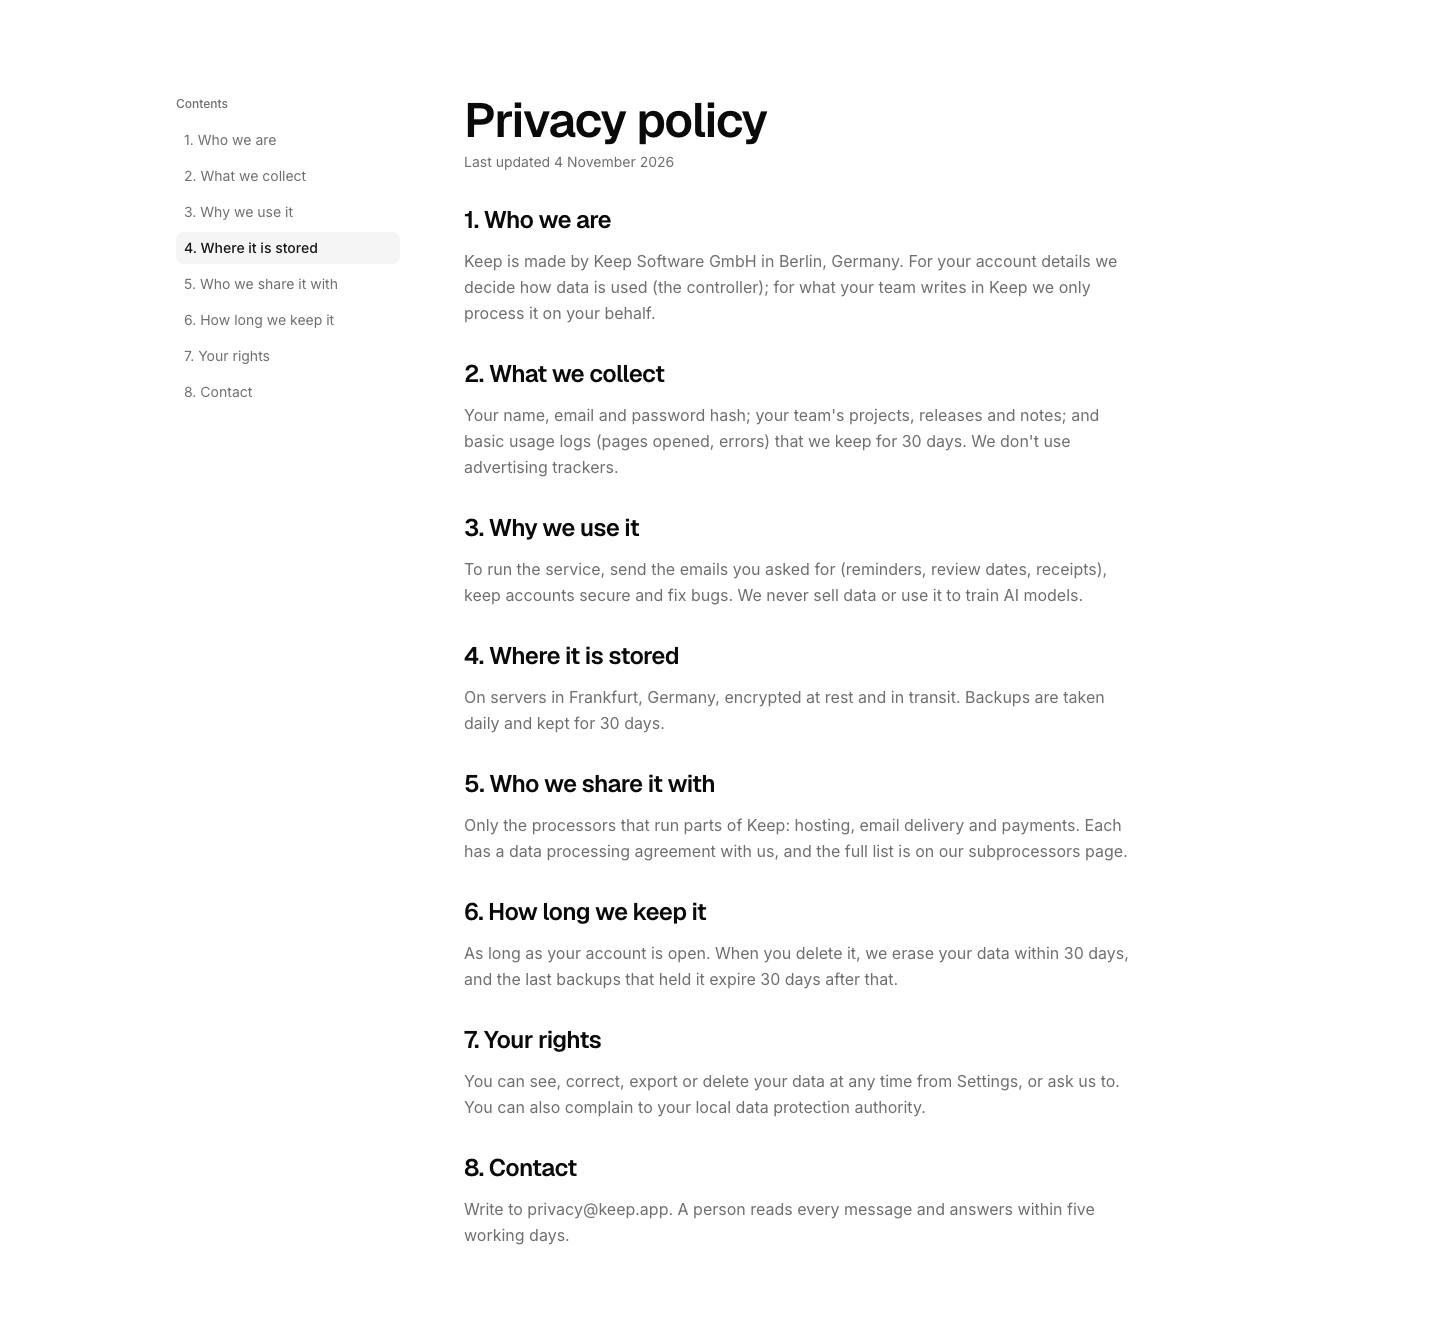 Contents
1. Who we are
2. What we collect
3. Why we use it
4. Where it is stored
5. Who we share it with
6. How long we keep it
7. Your rights
8. Contact
Privacy policy
Last updated 4 November 2026
1. Who we are
Keep is made by Keep Software GmbH in Berlin, Germany. For your account details we
decide how data is used (the controller); for what your team writes in Keep we only
process it on your behalf.
2. What we collect
Your name, email and password hash; your team's projects, releases and notes; and
basic usage logs (pages opened, errors) that we keep for 30 days. We don't use
advertising trackers.
3. Why we use it
To run the service, send the emails you asked for (reminders, review dates, receipts),
keep accounts secure and fix bugs. We never sell data or use it to train AI models.
4. Where it is stored
On servers in Frankfurt, Germany, encrypted at rest and in transit. Backups are taken
daily and kept for 30 days.
5. Who we share it with
Only the processors that run parts of Keep: hosting, email delivery and payments. Each
has a data processing agreement with us, and the full list is on our subprocessors page.
6. How long we keep it
As long as your account is open. When you delete it, we erase your data within 30 days,
and the last backups that held it expire 30 days after that.
7. Your rights
You can see, correct, export or delete your data at any time from Settings, or ask us to.
You can also complain to your local data protection authority.
8. Contact
Write to privacy@keep.app. A person reads every message and answers within five
working days.